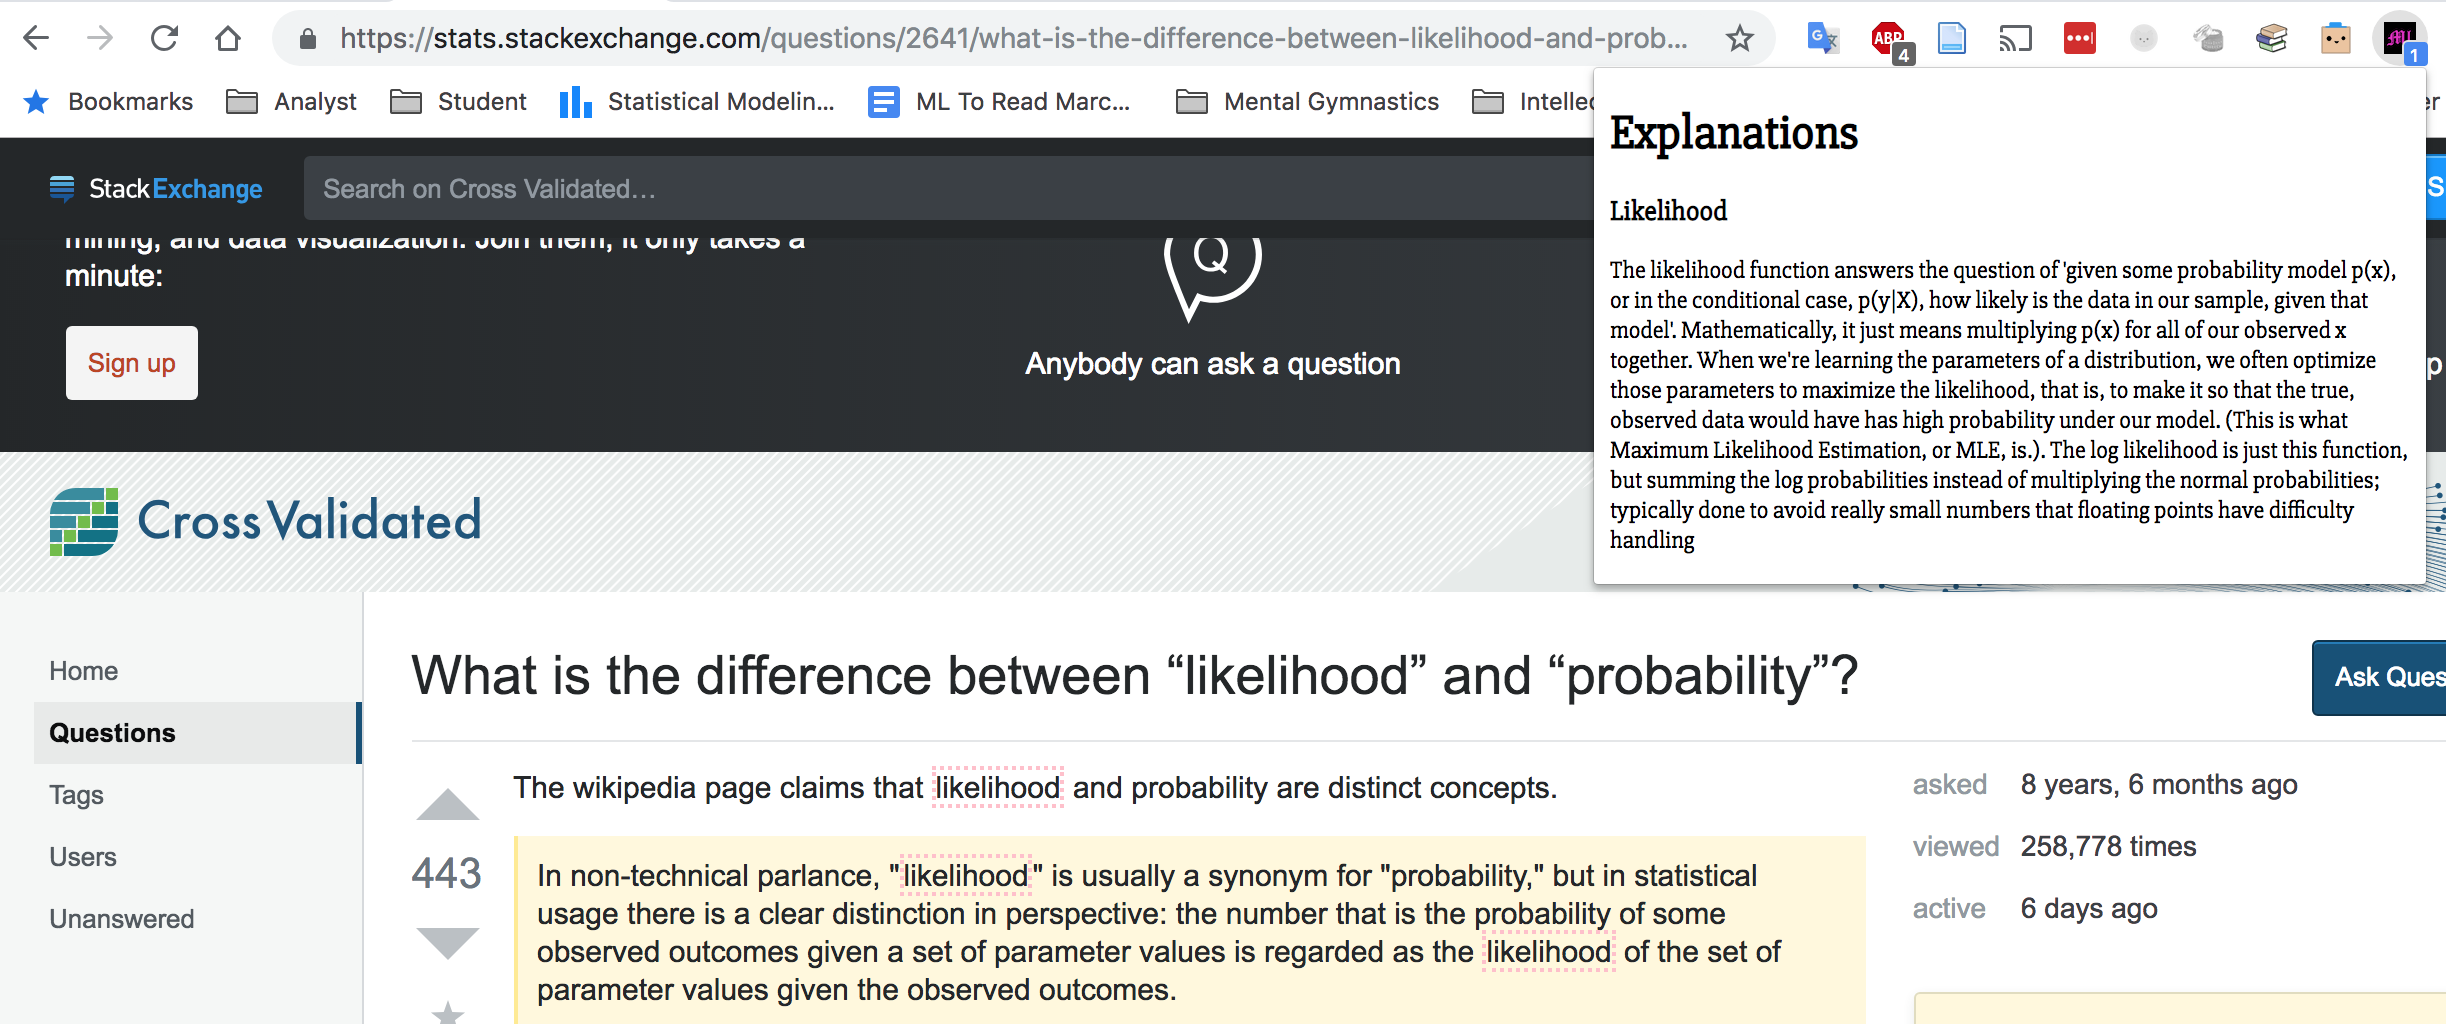 https://stats.stackexchange.com/questions/2641/what-is-the-difference-between-likelihood-and-prob...
ABP
4
1
Bookmarks
Analyst
Student
Statistical Modelin...
ML To Read Marc...
Mental Gymnastics
Intellec
er
StackExchange
Search on Cross Validated...
S
mining, and data visualization. Join them; it only takes a
minute:
Sign up
Q
Anybody can ask a question
p
Explanations
Likelihood
The likelihood function answers the question of 'given some probability model p(x),
or in the conditional case, p(y|X), how likely is the data in our sample, given that
model'. Mathematically, it just means multiplying p(x) for all of our observed x
together. When we're learning the parameters of a distribution, we often optimize
those parameters to maximize the likelihood, that is, to make it so that the true,
observed data would have has high probability under our model. (This is what
Maximum Likelihood Estimation, or MLE, is.). The log likelihood is just this function,
but summing the log probabilities instead of multiplying the normal probabilities;
typically done to avoid really small numbers that floating points have difficulty
handling
CrossValidated
Home
Questions
Tags
Users
Unanswered
What is the difference between “likelihood” and “probability”?
Ask Ques
The wikipedia page claims that likelihood and probability are distinct concepts.
443
In non-technical parlance, "likelihood" is usually a synonym for "probability," but in statistical
usage there is a clear distinction in perspective: the number that is the probability of some
observed outcomes given a set of parameter values is regarded as the likelihood of the set of
parameter values given the observed outcomes.
asked 8 years, 6 months ago
viewed 258,778 times
active 6 days ago